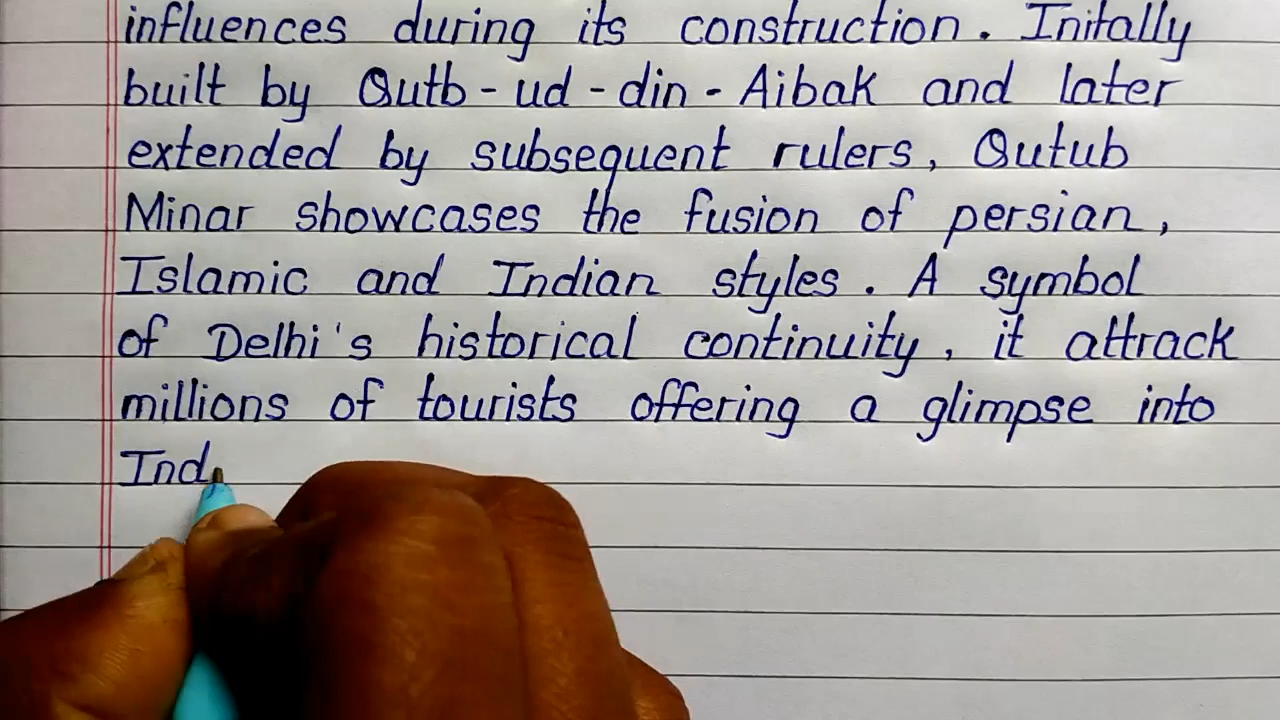 influences during its construction. Initally
built by Qutb-ud-din-Aibak and later
extended by subsequent rulers, Qutub
Minar showcases the fusion of persian,
Islamic and Indian styles. A symbol
of Delhi's historical continuity, it attrack
millions of tourists offering a glimpse into
Ind